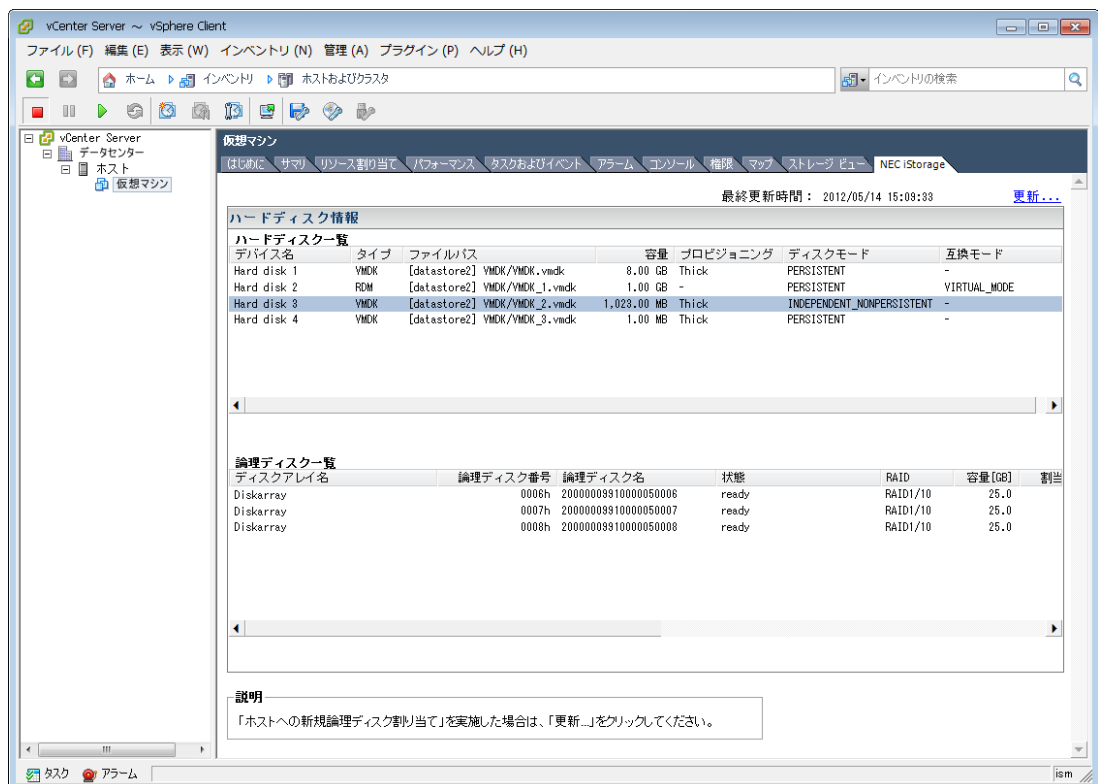 vCenter Server ～ vSphere Client
ファイル (F) 編集 (E) 表示 (W) インベントリ (N) 管理 (A) プラグイン (P) ヘルプ (H)
ホーム インベントリ ホストおよびクラスタ インベントリの検索
vCenter Server
データセンター
ホスト
仮想マシン
仮想マシン
はじめに サマリ リソース割り当て パフォーマンス タスクおよびイベント アラーム コンソール 権限 マップ ストレージ ビュー NEC iStorage
最終更新時間： 2012/05/14 15:09:33 更新...
ハードディスク情報
ハードディスク一覧
デバイス名 タイプ ファイルパス 容量 プロビジョニング ディスクモード 互換モード
Hard disk 1 VMDK [datastore2] VMDK/VMDK.vmdk 8.00 GB Thick PERSISTENT -
Hard disk 2 RDM [datastore2] VMDK/VMDK_1.vmdk 1.00 GB - PERSISTENT VIRTUAL_MODE
Hard disk 3 VMDK [datastore2] VMDK/VMDK_2.vmdk 1,023.00 MB Thick INDEPENDENT_NONPERSISTENT -
Hard disk 4 VMDK [datastore2] VMDK/VMDK_3.vmdk 1.00 MB Thick PERSISTENT -
論理ディスク一覧
ディスクアレイ名 論理ディスク番号 論理ディスク名 状態 RAID 容量[GB] 割当
Diskarray 0006h 20000009910000050006 ready RAID1/10 25.0
Diskarray 0007h 20000009910000050007 ready RAID1/10 25.0
Diskarray 0008h 20000009910000050008 ready RAID1/10 25.0
説明
「ホストへの新規論理ディスク割り当て」を実施した場合は、「更新...」をクリックしてください。
タスク アラーム ism